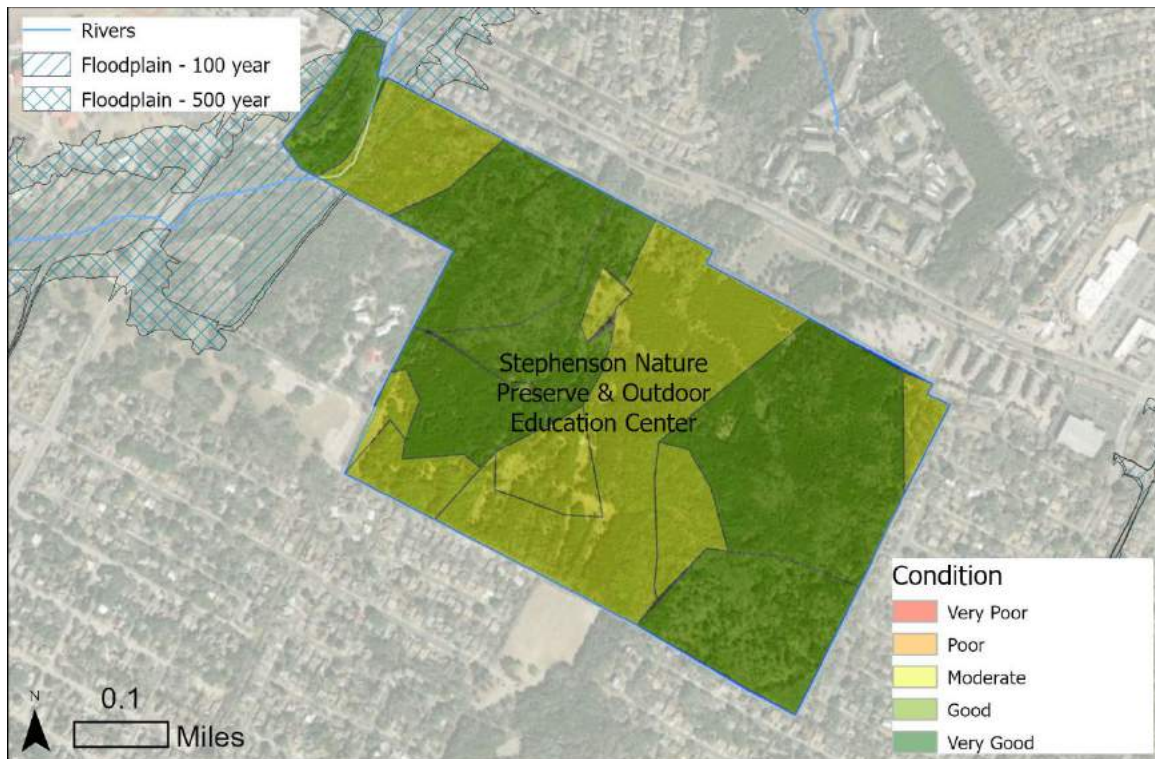 Rivers
Floodplain - 100 year
Floodplain - 500 year
Stephenson Nature
Preserve & Outdoor
Education Center
N
0.1
Miles
Condition
Very Poor
Poor
Moderate
Good
Very Good